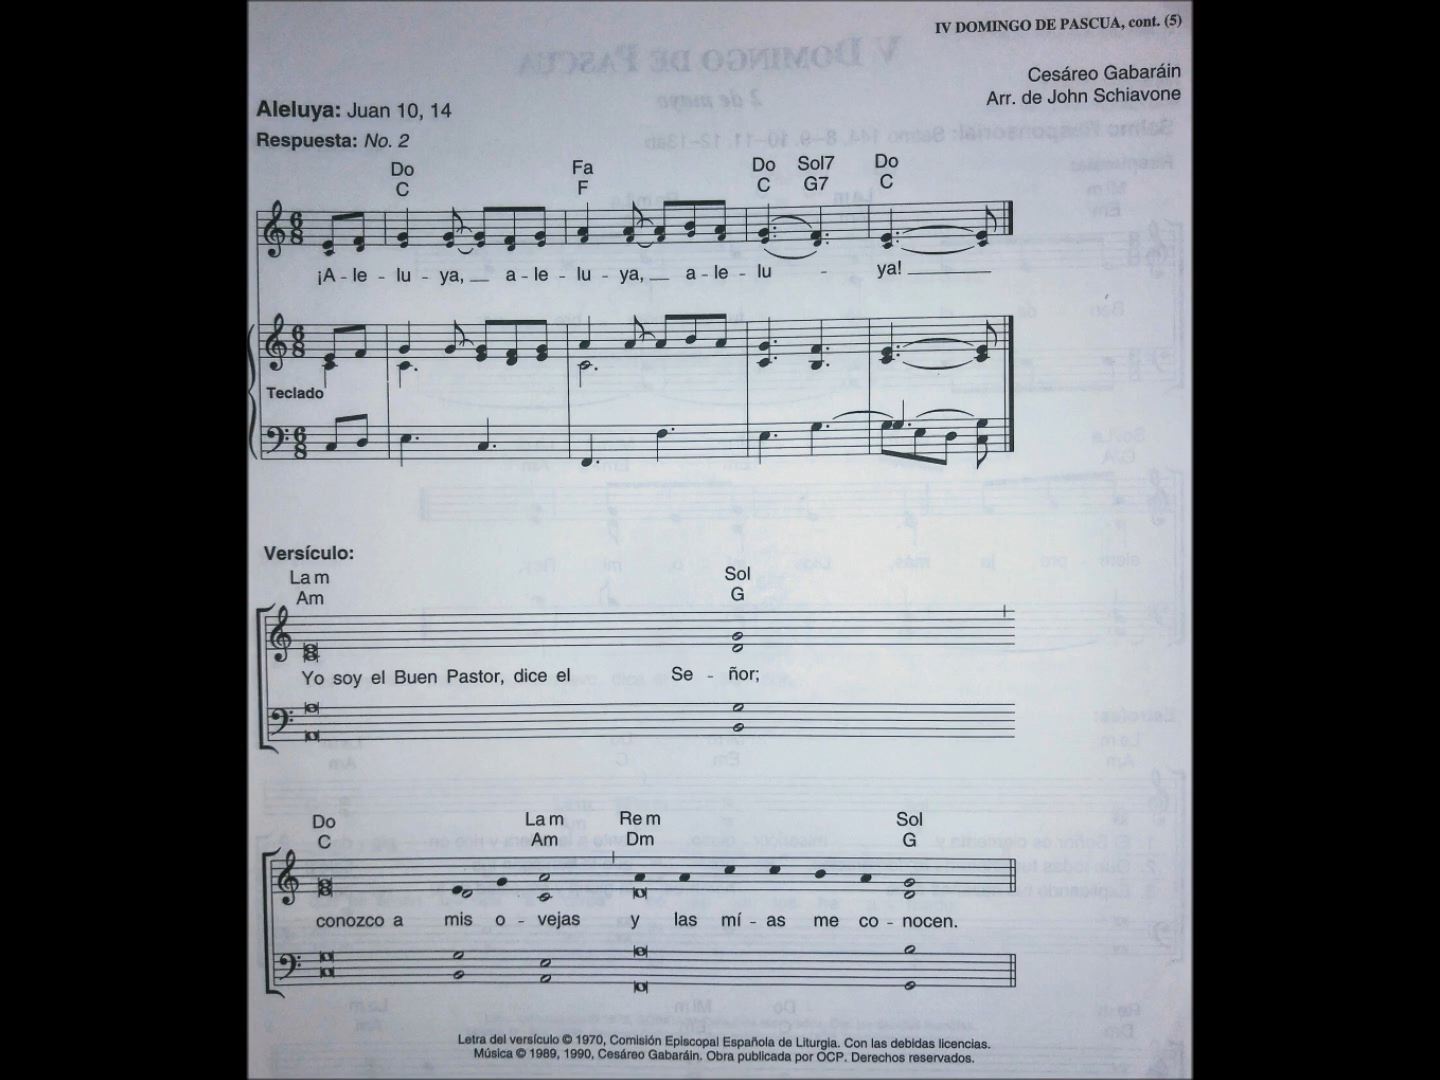 IV DOMINGO DE PASCUA, cont. (5)
Cesáreo Gabaráin
Arr. de John Schiavone
Aleluya: Juan 10, 14
Respuesta: No. 2
Do Fa Do Sol7 Do
C F C G7 C
¡A - le - lu - ya, __ a - le - lu - ya, __ a - le - lu - ya! ____
Teclado
Versículo:
La m Sol
Am G
Yo soy el Buen Pastor, dice el Se - ñor;
Do La m Re m Sol
C Am Dm G
conozco a mis o - vejas y las mí - as me co - nocen.
Letra del versículo © 1970, Comisión Episcopal Española de Liturgia. Con las debidas licencias.
Música © 1989, 1990, Cesáreo Gabaráin. Obra publicada por OCP. Derechos reservados.